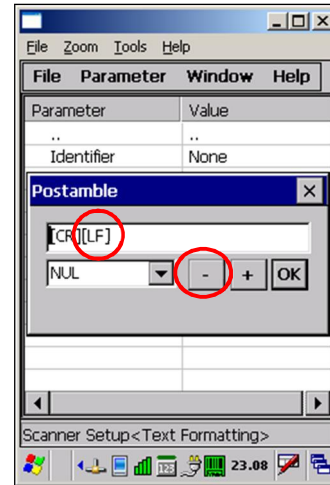 File Zoom Tools Help
File Parameter Window Help
Parameter Value
.. ..
Identifier None
Postamble
[CR][LF]
NUL - + OK
Scanner Setup<Text Formatting>
123 23.08